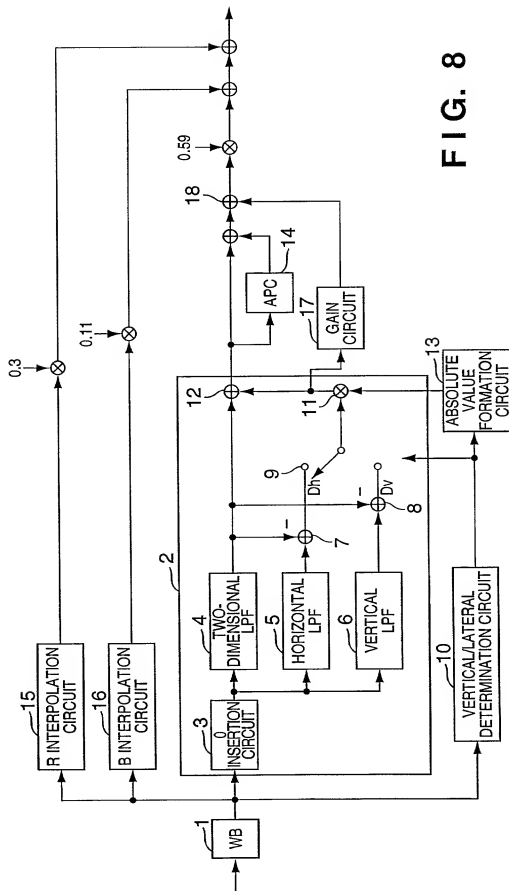 FIG. 8
0.3
0.11
0.59
18
14
APC
17
GAIN
CIRCUIT
12
11
13
ABSOLUTE
VALUE
FORMATION
CIRCUIT
9
Dh
Dv
−
−
7
8
2
4
TWO-
DIMENSIONAL
LPF
5
HORIZONTAL
LPF
6
VERTICAL
LPF
3
0
INSERTION
CIRCUIT
15
R INTERPOLATION
CIRCUIT
16
B INTERPOLATION
CIRCUIT
10
VERTICAL/LATERAL
DETERMINATION CIRCUIT
1
WB